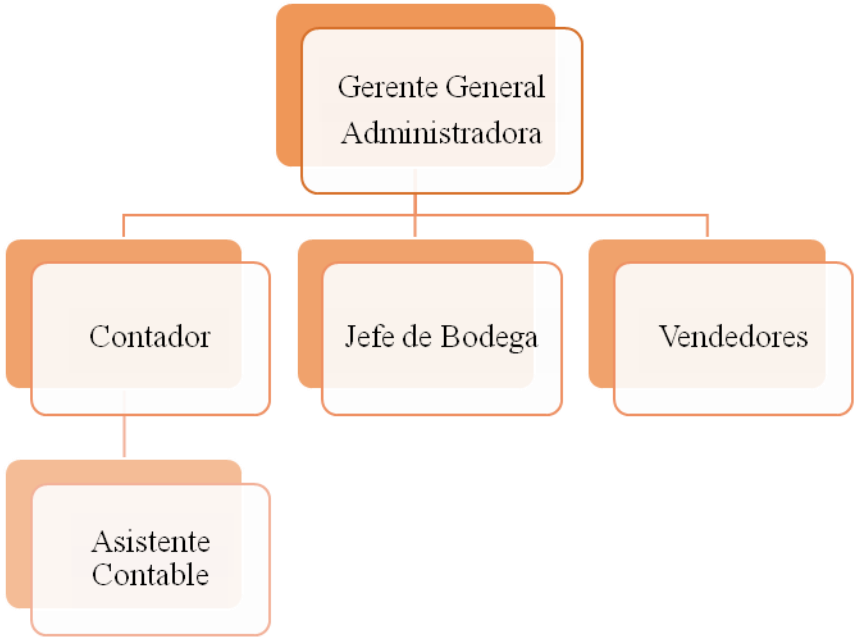 Gerente General
Administradora
Contador
Jefe de Bodega
Vendedores
Asistente
Contable